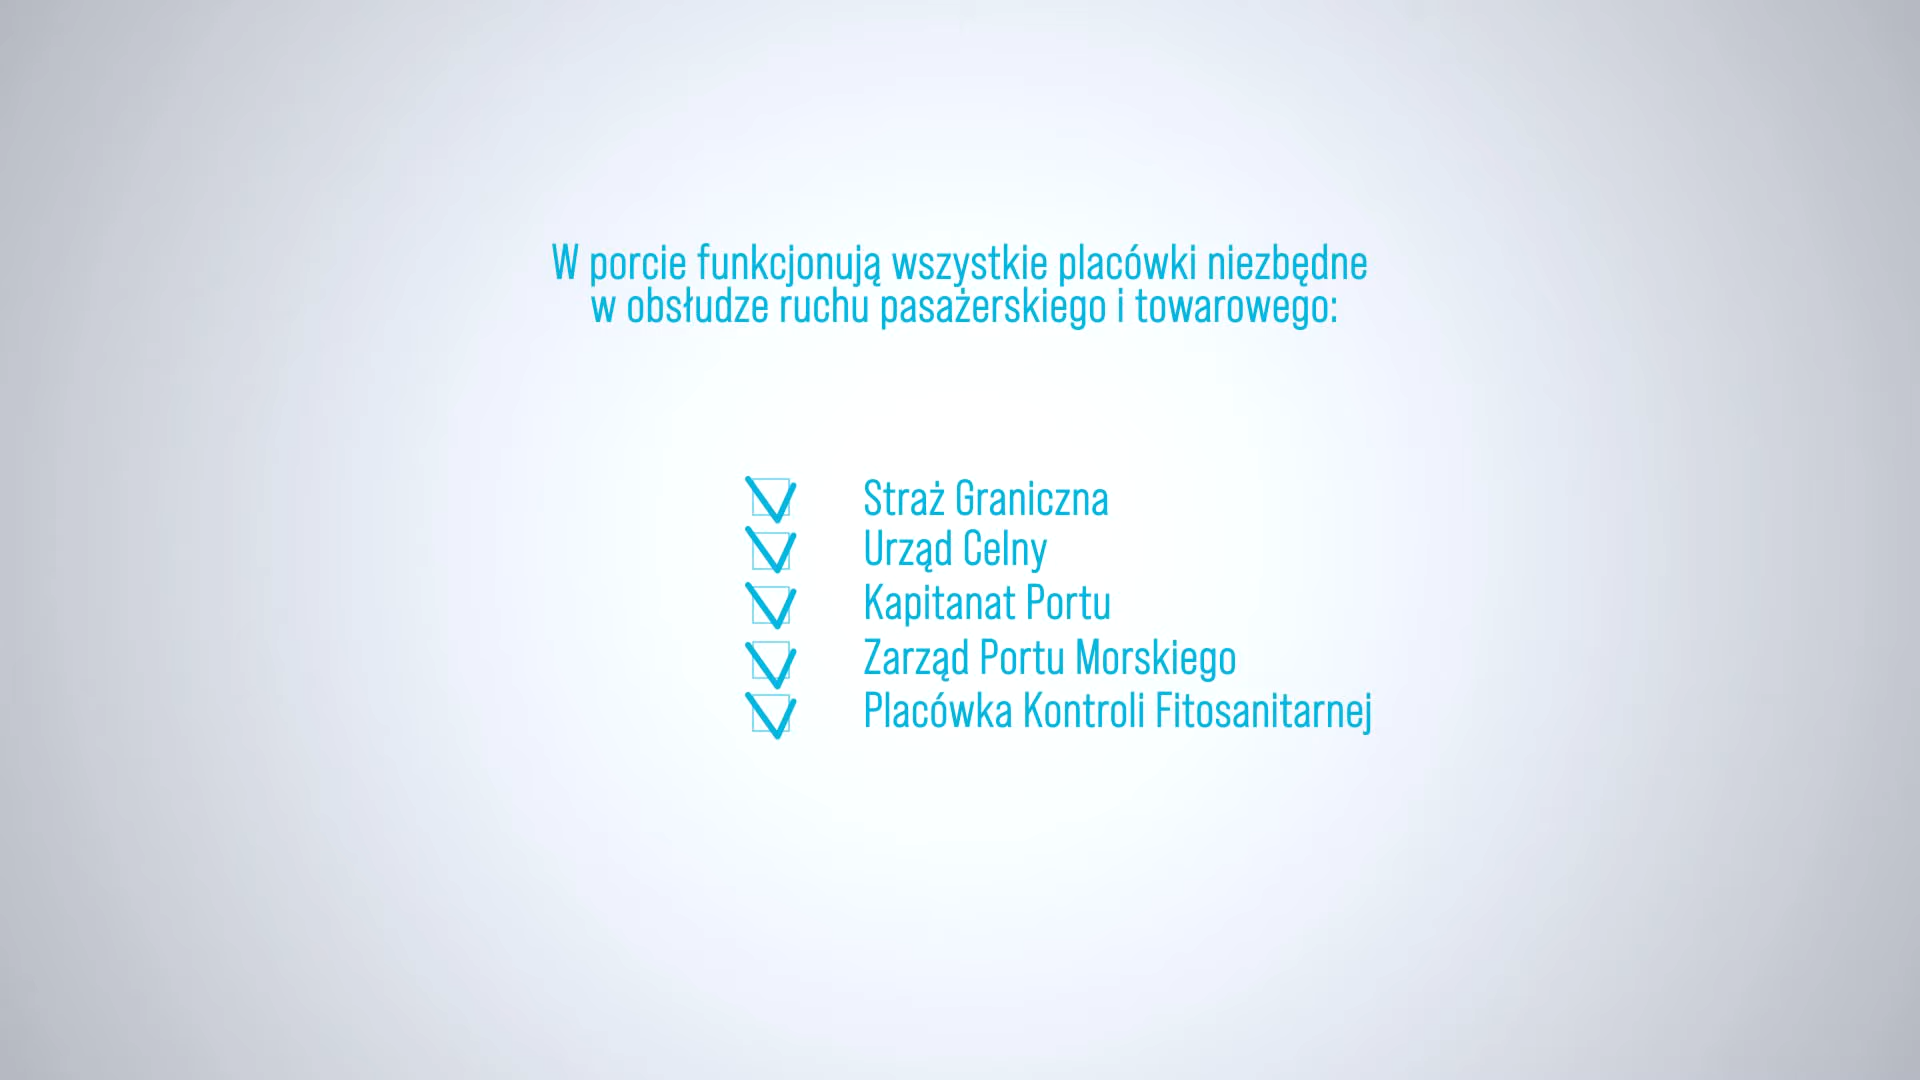 W porcie funkcjonują wszystkie placówki niezbędne
w obsłudze ruchu pasażerskiego i towarowego:
Straż Graniczna
Urząd Celny
Kapitanat Portu
Zarząd Portu Morskiego
Placówka Kontroli Fitosanitarnej